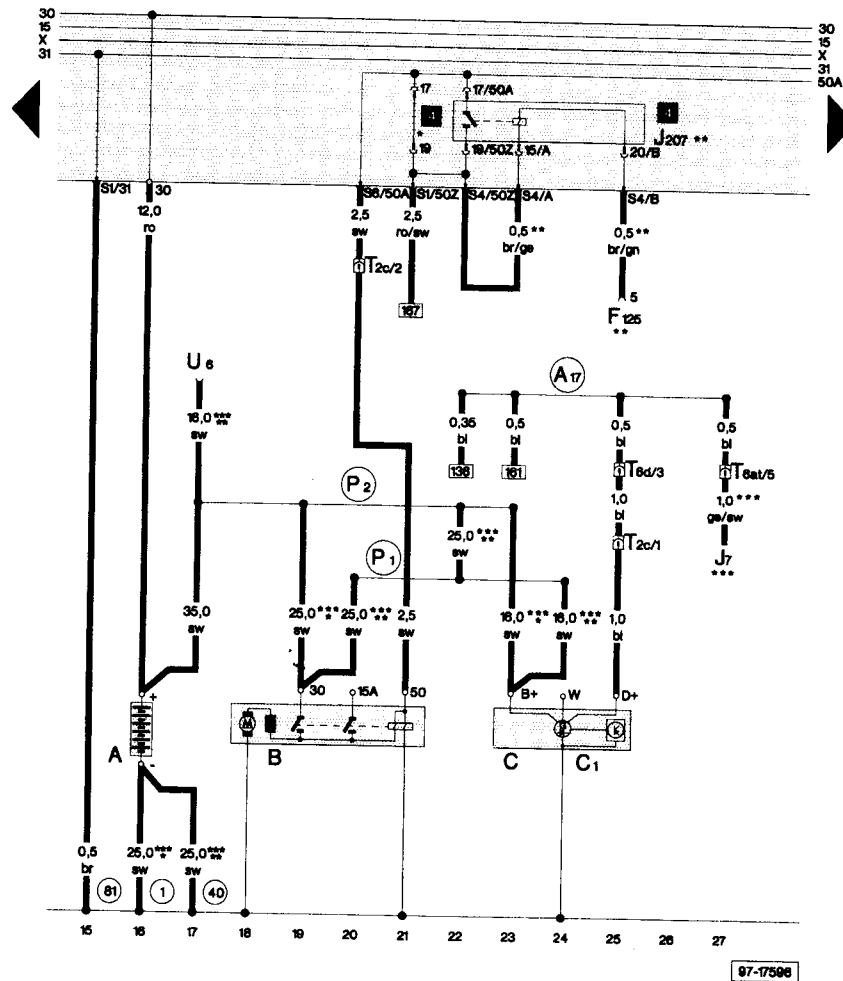 30
15
X
31
30
15
X
31
50A
17
17/50A
4
4
J207 **
*
19
19/50Z
15/A
20/B
S1/31
30
S6/50A
S1/50Z
S4/50Z
S4/A
S4/B
12,0
ro
2,5
sw
2,5
ro/sw
0,5 **
br/ge
0,5 **
br/gn
T2c/2
167
5
F125
**
U6
A17
16,0 ***
**
sw
0,35
bl
0,5
bl
0,5
bl
0,5
bl
136
161
T6d/3
T6at/5
P2
1,0
bl
1,0 ***
ge/sw
25,0 ***
**
sw
T2c/1
J7
***
P1
35,0
sw
25,0 ***
*
sw
25,0 ***
**
sw
2,5
sw
16,0 ***
*
sw
16,0 ***
**
sw
1,0
bl
+
30
15A
50
B+
W
D+
M
G
k
A
B
C
C1
-
0,5
br
25,0 ***
*
sw
25,0 ***
**
sw
81
1
40
15 16 17 18 19 20 21 22 23 24 25 26 27
97-17596